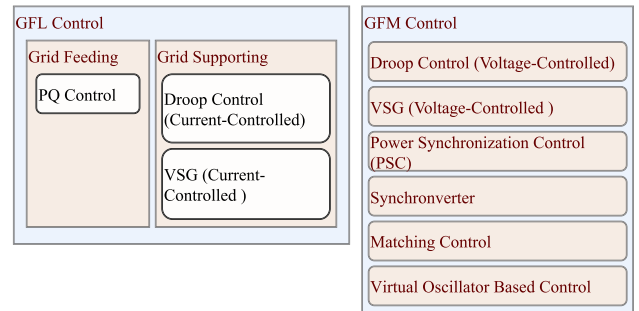 GFL Control
Grid Feeding
PQ Control
Grid Supporting
Droop Control
(Current-Controlled)
VSG (Current-
Controlled )
GFM Control
Droop Control (Voltage-Controlled)
VSG (Voltage-Controlled )
Power Synchronization Control
(PSC)
Synchronverter
Matching Control
Virtual Oscillator Based Control